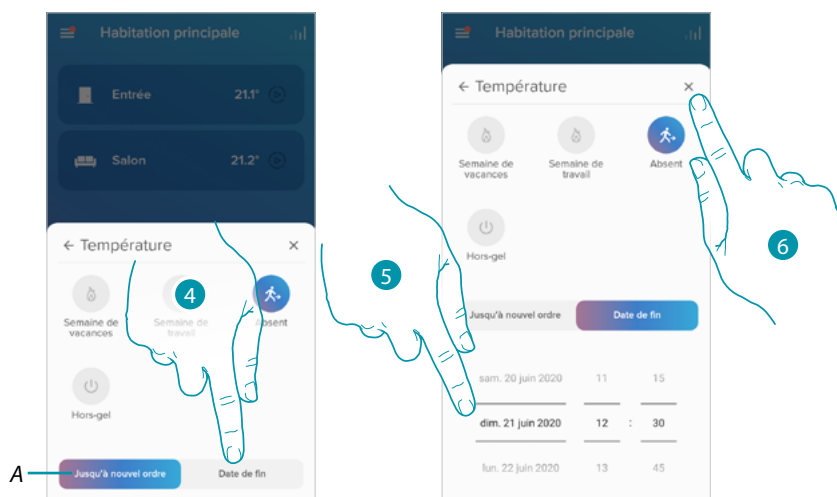 Habitation principale
Entrée 21.1°
Salon 21.2°
← Température ×
Semaine de vacances
Semaine de travail
Absent
Hors-gel
Jusqu'à nouvel ordre
Date de fin
A
4
Habitation principale
← Température ×
Semaine de vacances
Semaine de travail
Absent
Hors-gel
Jusqu'à nouvel ordre
Date de fin
sam. 20 juin 2020 11 15
dim. 21 juin 2020 12 : 30
lun. 22 juin 2020 13 45
5
6